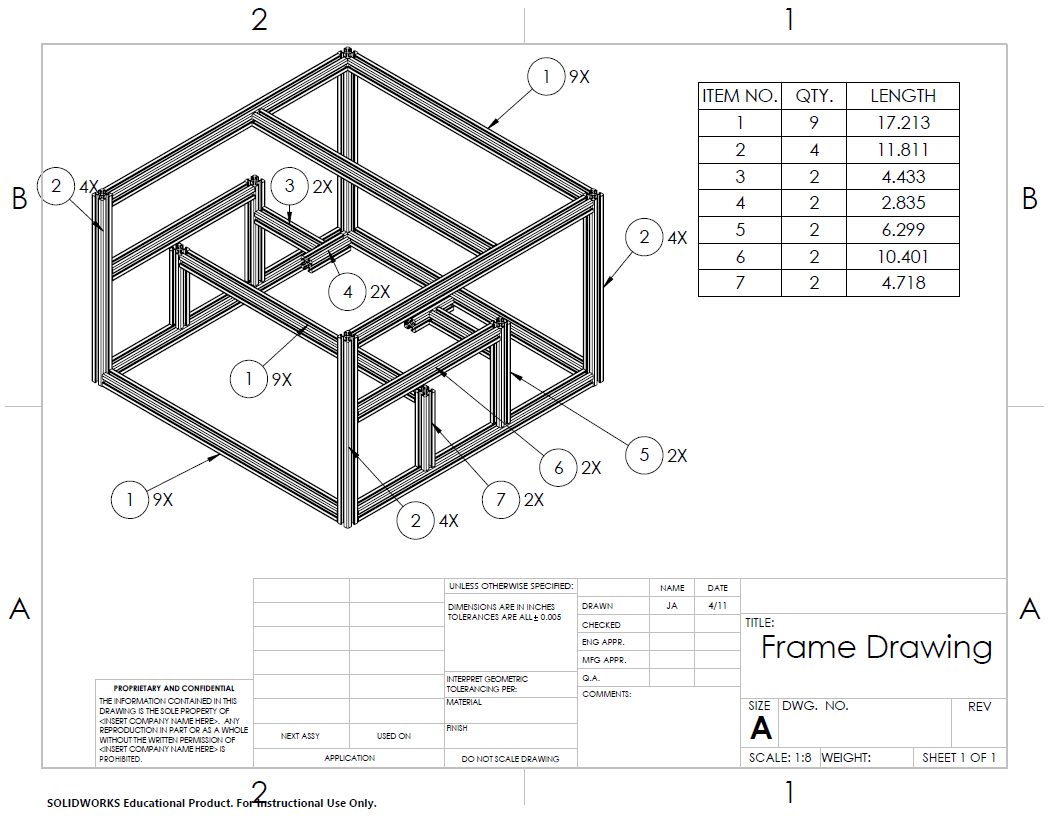 2 1
1 9X
ITEM NO. QTY. LENGTH
1 9 17.213
2 4 11.811
3 2 4.433
4 2 2.835
5 2 6.299
6 2 10.401
7 2 4.718
B 2 4X 3 2X B
2 4X
4 2X
1 9X
5 2X
6 2X
1 9X
7 2X
2 4X
A A
UNLESS OTHERWISE SPECIFIED:
DIMENSIONS ARE IN INCHES
TOLERANCES ARE ALL ± 0.005
INTERPRET GEOMETRIC
TOLERANCING PER:
MATERIAL
FINISH
DO NOT SCALE DRAWING
NAME DATE
DRAWN JA 4/11
CHECKED
ENG APPR.
MFG APPR.
Q.A.
COMMENTS:
TITLE:
Frame Drawing
SIZE DWG. NO. REV
A
SCALE: 1:8 WEIGHT: SHEET 1 OF 1
PROPRIETARY AND CONFIDENTIAL
THE INFORMATION CONTAINED IN THIS
DRAWING IS THE SOLE PROPERTY OF
<INSERT COMPANY NAME HERE>. ANY
REPRODUCTION IN PART OR AS A WHOLE
WITHOUT THE WRITTEN PERMISSION OF
<INSERT COMPANY NAME HERE> IS
PROHIBITED.
NEXT ASSY USED ON
APPLICATION
2 1
SOLIDWORKS Educational Product. For Instructional Use Only.